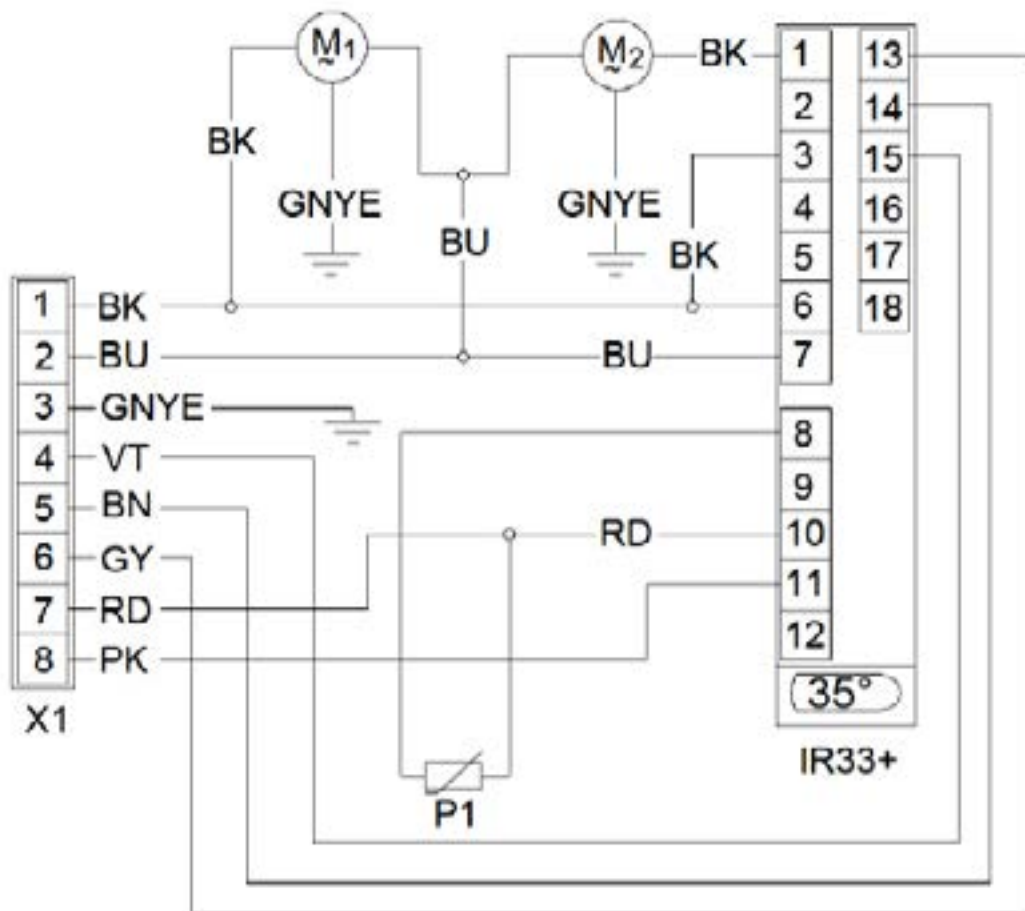 M1 M2 BK 1 13
2 14
BK 3 15
GNYE GNYE 4 16
BU BK 5 17
1 BK 6 18
2 BU BU 7
3 GNYE
4 VT 8
5 BN 9
6 GY RD 10
7 RD 11
8 PK 12
X1 35°
IR33+
P1